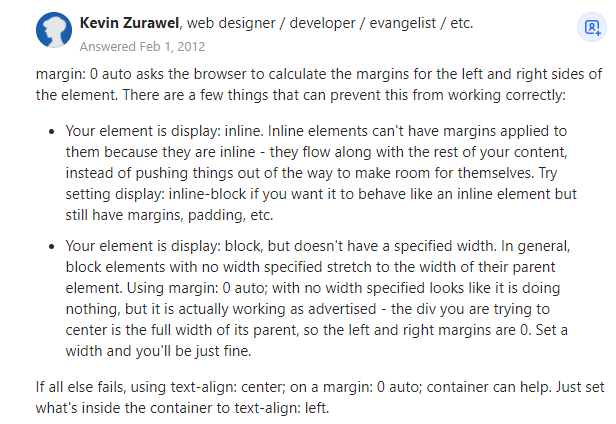 Kevin Zurawel, web designer / developer / evangelist / etc.
Answered Feb 1, 2012
margin: 0 auto asks the browser to calculate the margins for the left and right sides of
the element. There are a few things that can prevent this from working correctly:
• Your element is display: inline. Inline elements can't have margins applied to
them because they are inline - they flow along with the rest of your content,
instead of pushing things out of the way to make room for themselves. Try
setting display: inline-block if you want it to behave like an inline element but
still have margins, padding, etc.
• Your element is display: block, but doesn't have a specified width. In general,
block elements with no width specified stretch to the width of their parent
element. Using margin: 0 auto; with no width specified looks like it is doing
nothing, but it is actually working as advertised - the div you are trying to
center is the full width of its parent, so the left and right margins are 0. Set a
width and you'll be just fine.
If all else fails, using text-align: center; on a margin: 0 auto; container can help. Just set
what's inside the container to text-align: left.